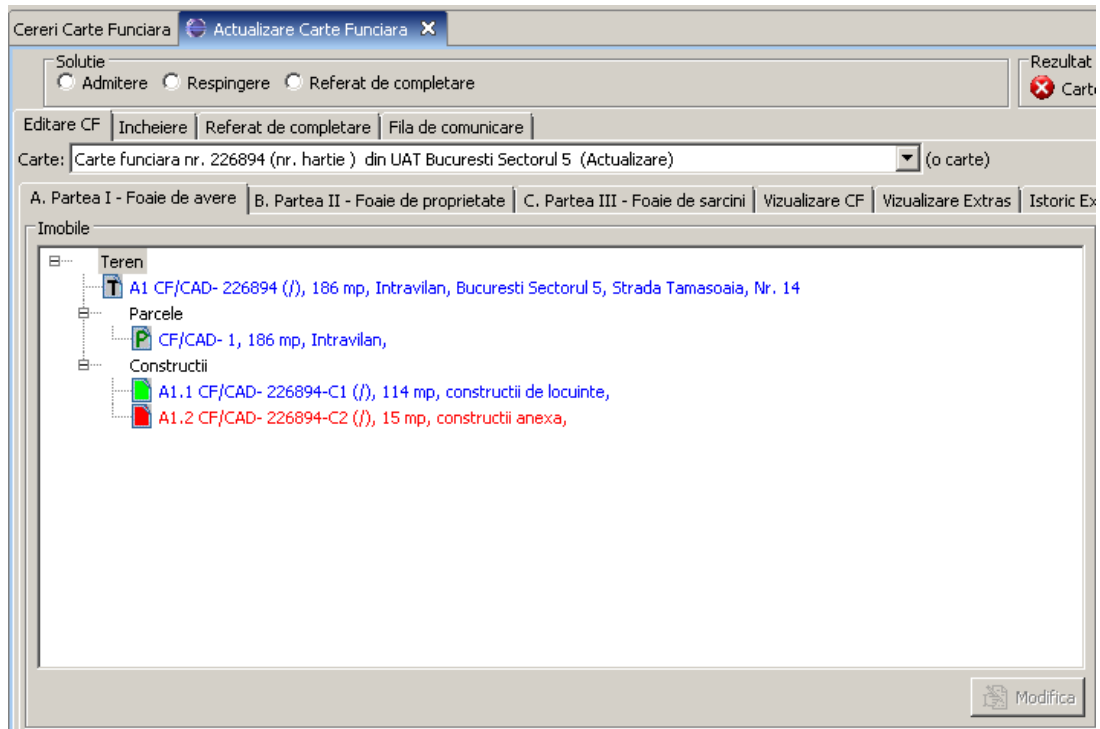 Cereri Carte Funciara Actualizare Carte Funciara X
Solutie
Admitere Respingere Referat de completare
Rezultat
Editare CF Incheiere Referat de completare Fila de comunicare
Carte: Carte funciara nr. 226894 (nr. hartie ) din UAT Bucuresti Sectorul 5 (Actualizare) (o carte)
A. Partea I - Foaie de avere B. Partea II - Foaie de proprietate C. Partea III - Foaie de sarcini Vizualizare CF Vizualizare Extras Istoric
Imobile
Teren
T A1 CF/CAD- 226894 (/), 186 mp, Intravilan, Bucuresti Sectorul 5, Strada Tamasoaia, Nr. 14
Parcele
P CF/CAD- 1, 186 mp, Intravilan,
Constructii
A1.1 CF/CAD- 226894-C1 (/), 114 mp, constructii de locuinte,
A1.2 CF/CAD- 226894-C2 (/), 15 mp, constructii anexa,
Modifica